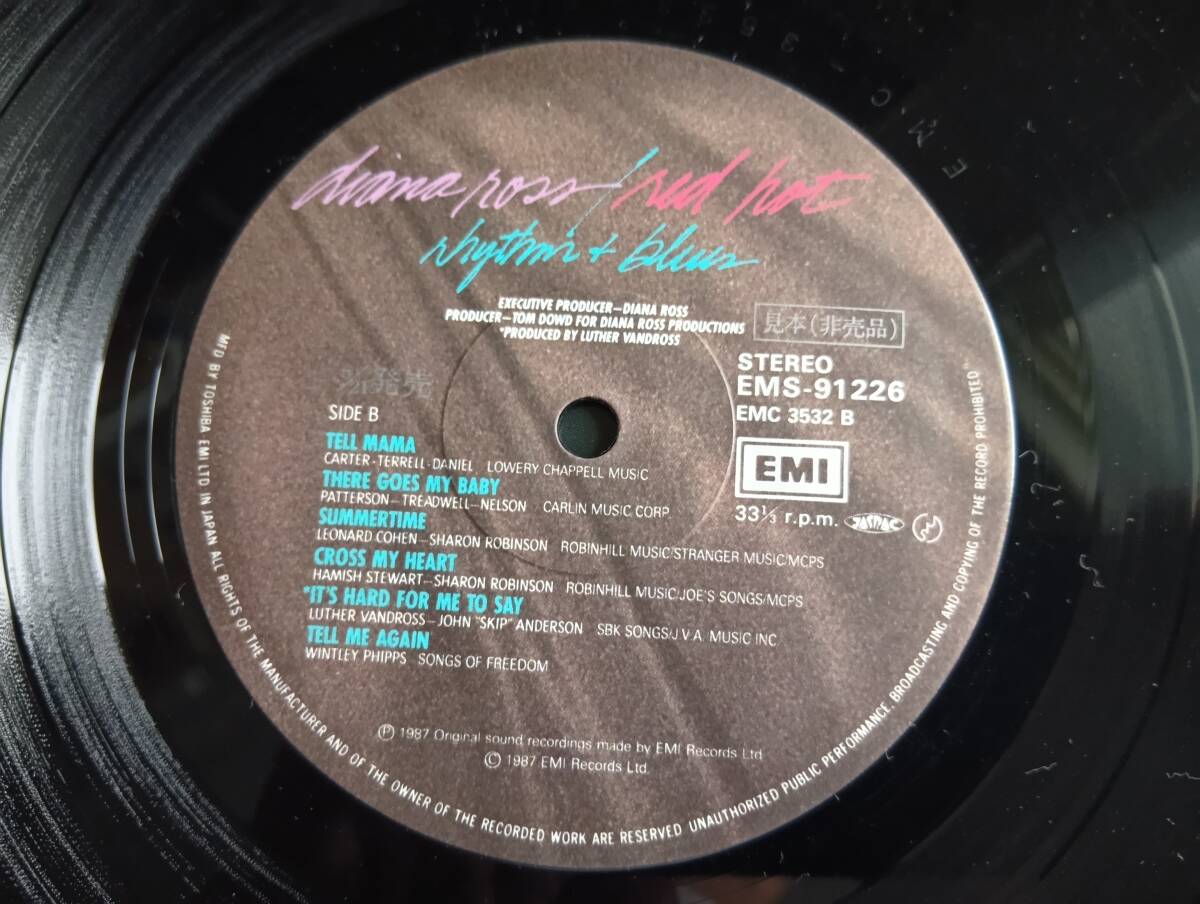 diana ross / red hot
rhythm + blues
EXECUTIVE PRODUCER—DIANA ROSS
PRODUCER—TOM DOWD FOR DIANA ROSS PRODUCTIONS
*PRODUCED BY LUTHER VANDROSS
見本(非売品)
STEREO
EMS-91226
EMC 3532 B
EMI
33⅓ r.p.m.
JASRAC
発売
SIDE B
TELL MAMA
CARTER-TERRELL-DANIEL LOWERY CHAPPELL MUSIC
THERE GOES MY BABY
PATTERSON—TREADWELL—NELSON CARLIN MUSIC CORP.
SUMMERTIME
LEONARD COHEN—SHARON ROBINSON ROBINHILL MUSIC/STRANGER MUSIC/MCPS
CROSS MY HEART
HAMISH STEWART—SHARON ROBINSON ROBINHILL MUSIC/JOE'S SONGS/MCPS
*IT'S HARD FOR ME TO SAY
LUTHER VANDROSS—JOHN "SKIP" ANDERSON SBK SONGS/J.V.A. MUSIC INC
TELL ME AGAIN
WINTLEY PHIPPS SONGS OF FREEDOM
℗ 1987 Original sound recordings made by EMI Records Ltd
© 1987 EMI Records Ltd.
MFD BY TOSHIBA EMI LTD IN JAPAN ALL RIGHTS OF THE MANUFACTURER AND OF THE OWNER OF THE RECORDED WORK ARE RESERVED UNAUTHORIZED PUBLIC PERFORMANCE, BROADCASTING AND COPYING OF THE RECORD PROHIBITED